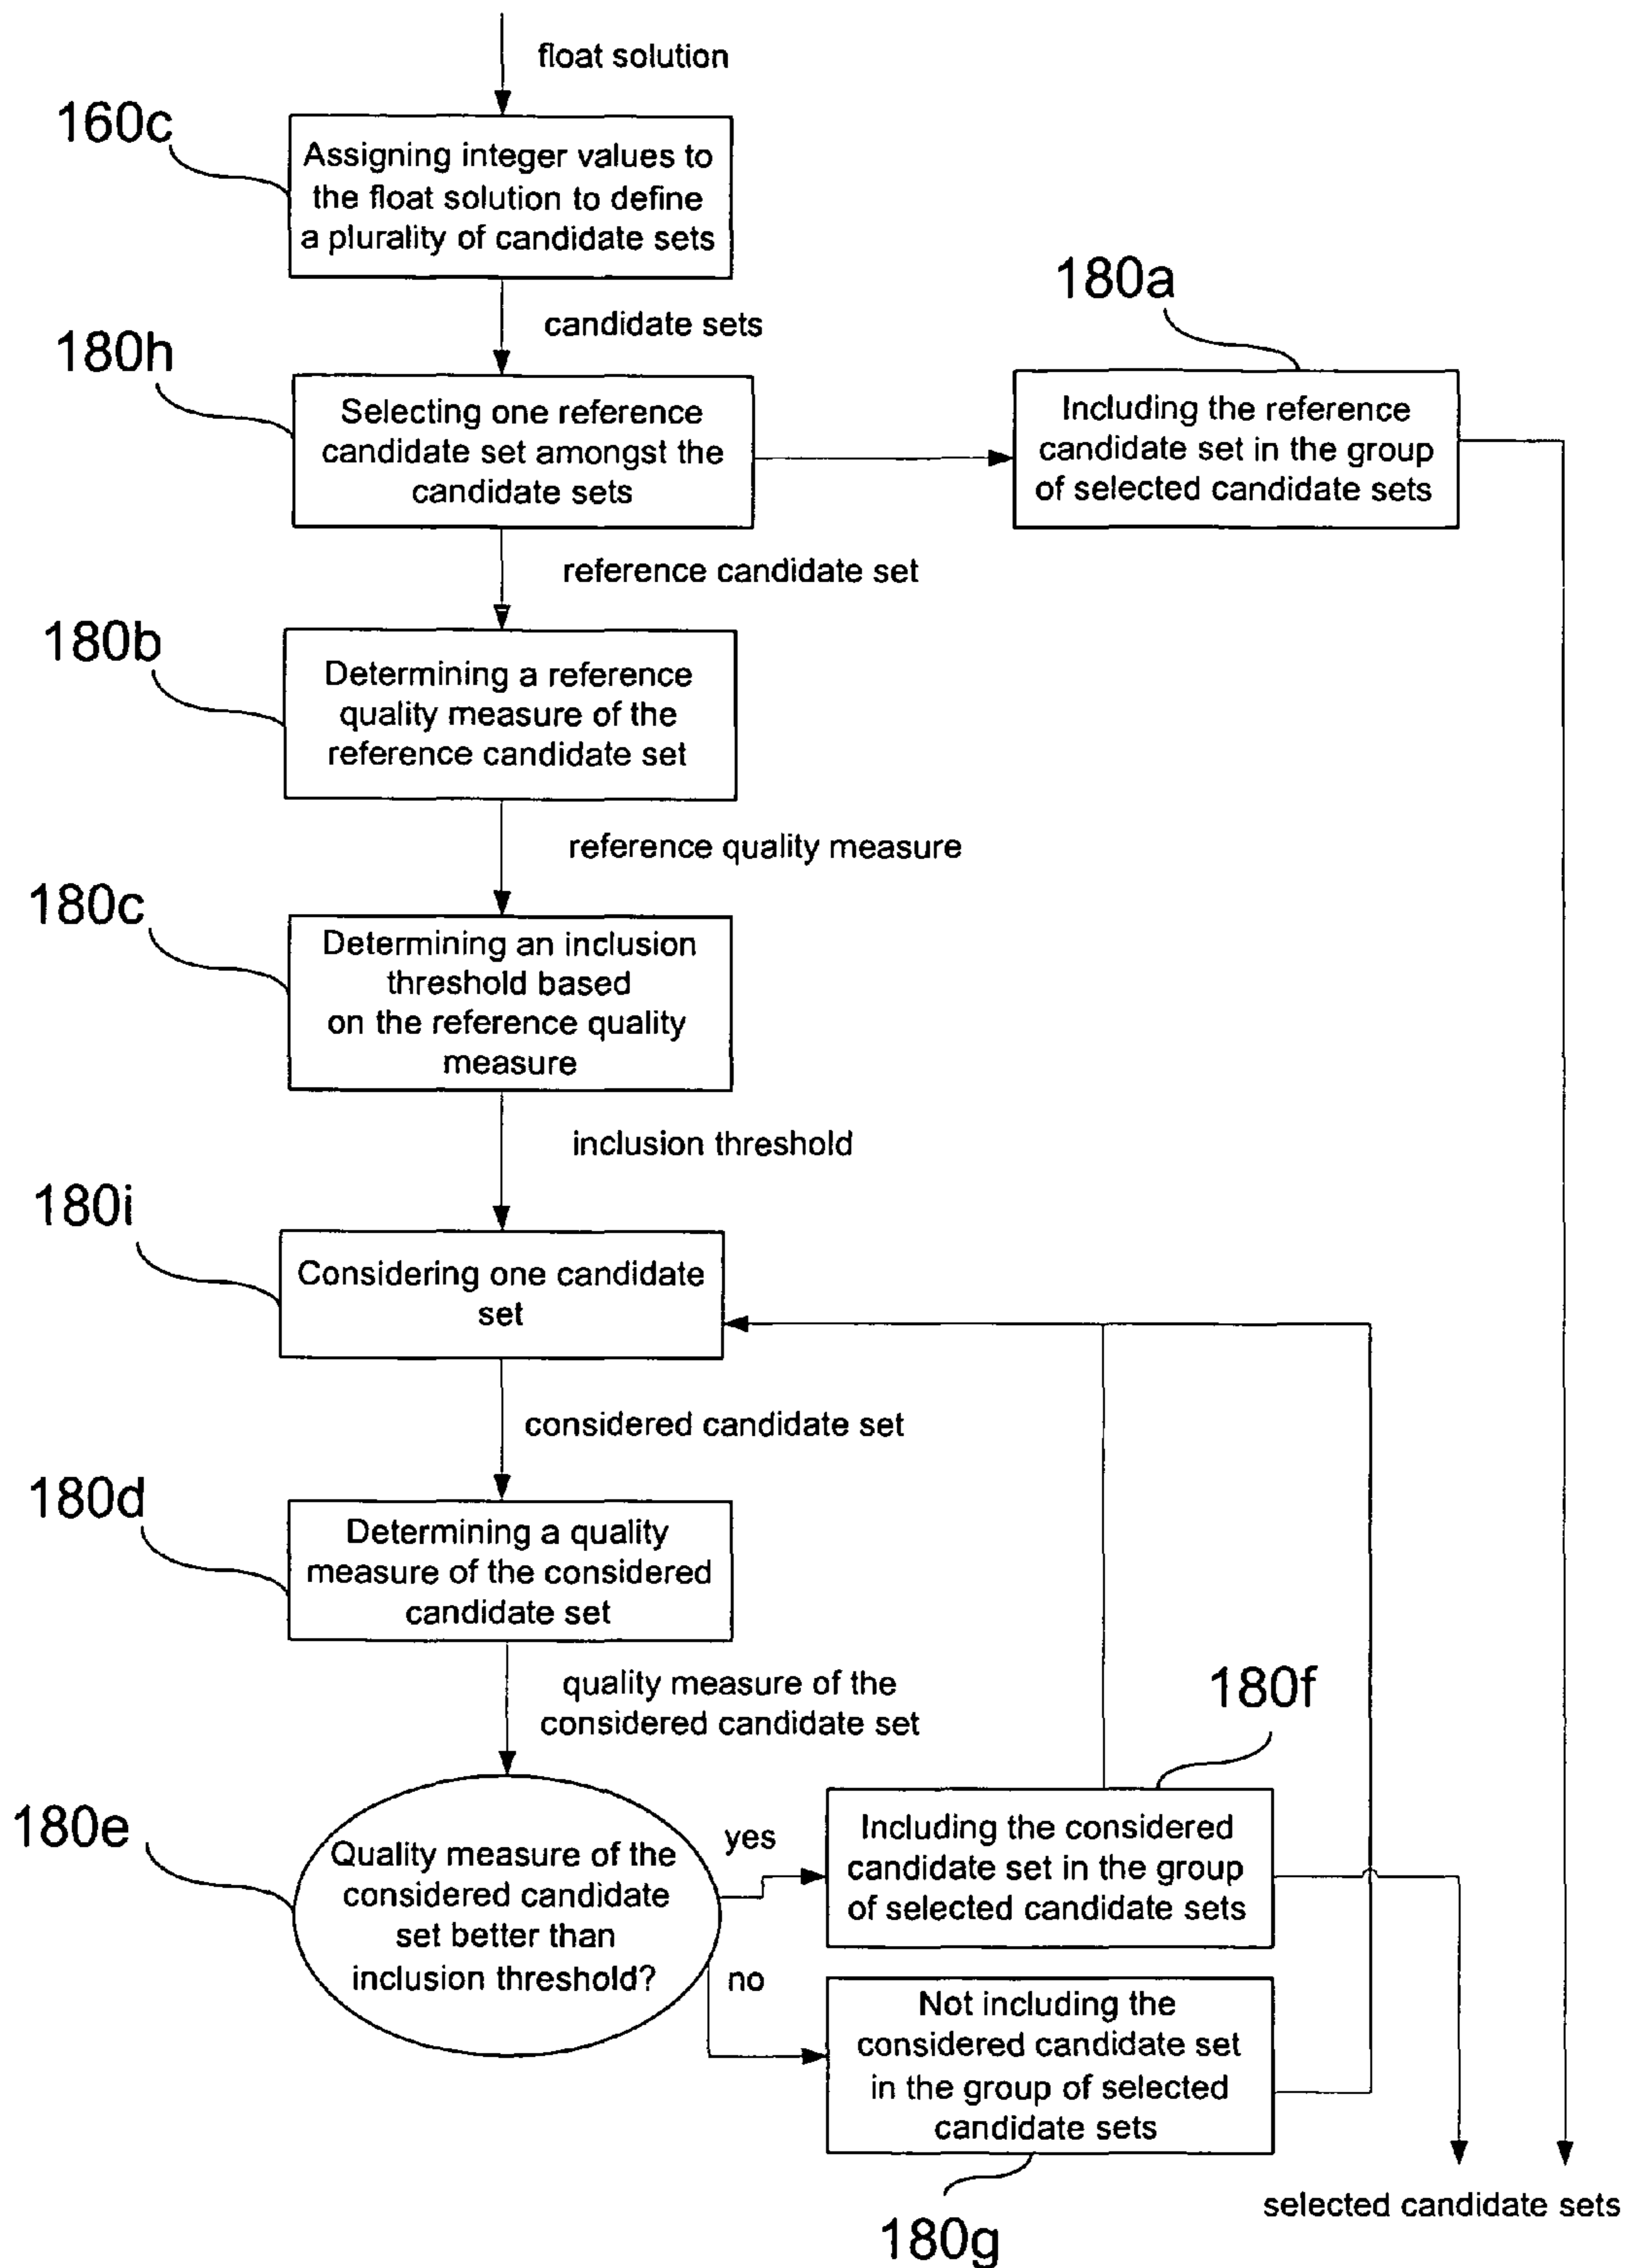 float solution
160c
Assigning integer values to
the float solution to define
a plurality of candidate sets
candidate sets
180h
Selecting one reference
candidate set amongst the
candidate sets
180a
Including the reference
candidate set in the group
of selected candidate sets
reference candidate set
180b
Determining a reference
quality measure of the
reference candidate set
reference quality measure
180c
Determining an inclusion
threshold based
on the reference quality
measure
inclusion threshold
180i
Considering one candidate
set
considered candidate set
180d
Determining a quality
measure of the considered
candidate set
quality measure of the
considered candidate set
180e
Quality measure of the
considered candidate
set better than
inclusion threshold?
yes
180f
Including the considered
candidate set in the group
of selected candidate sets
no
Not including the
considered candidate set
in the group of selected
candidate sets
180g
selected candidate sets